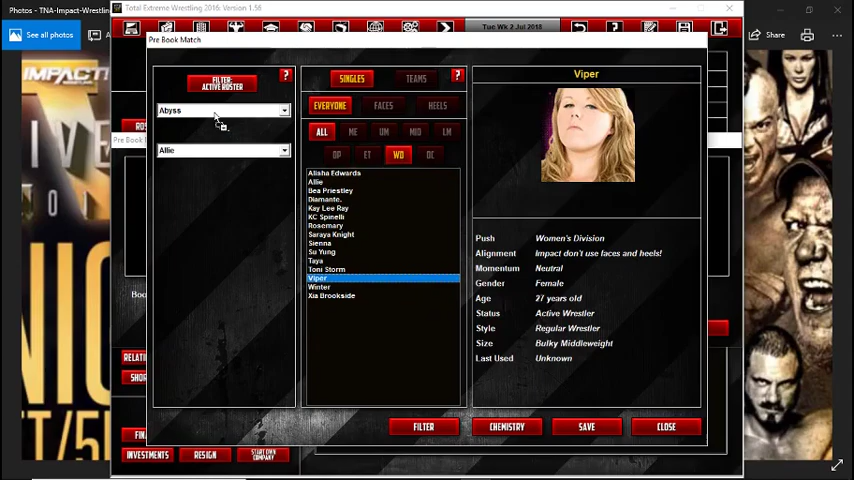 Photos - TNA-Impact-Wrestlin
Total Extreme Wrestling 2016: Version 1.56
See all photos
Share
Tue Wk 2 Jul 2018
Pre Book Match
FILTER:
ACTIVE ROSTER
?
SINGLES
TEAMS
?
Viper
Abyss
EVERYONE
FACES
HEELS
ALL
ME
UM
MID
LM
Allie
OP
ET
WD
OC
Alisha Edwards
Allie
Bea Priestley
Diamante.
Kay Lee Ray
KC Spinelli
Rosemary
Saraya Knight
Sienna
Su Yung
Taya
Toni Storm
Viper
Winter
Xia Brookside
Push Women's Division
Alignment Impact don't use faces and heels!
Momentum Neutral
Gender Female
Age 27 years old
Status Active Wrestler
Style Regular Wrestler
Size Bulky Middleweight
Last Used Unknown
FILTER
CHEMISTRY
SAVE
CLOSE
INVESTMENTS
RESIGN
START OWN
COMPANY
IMPACT